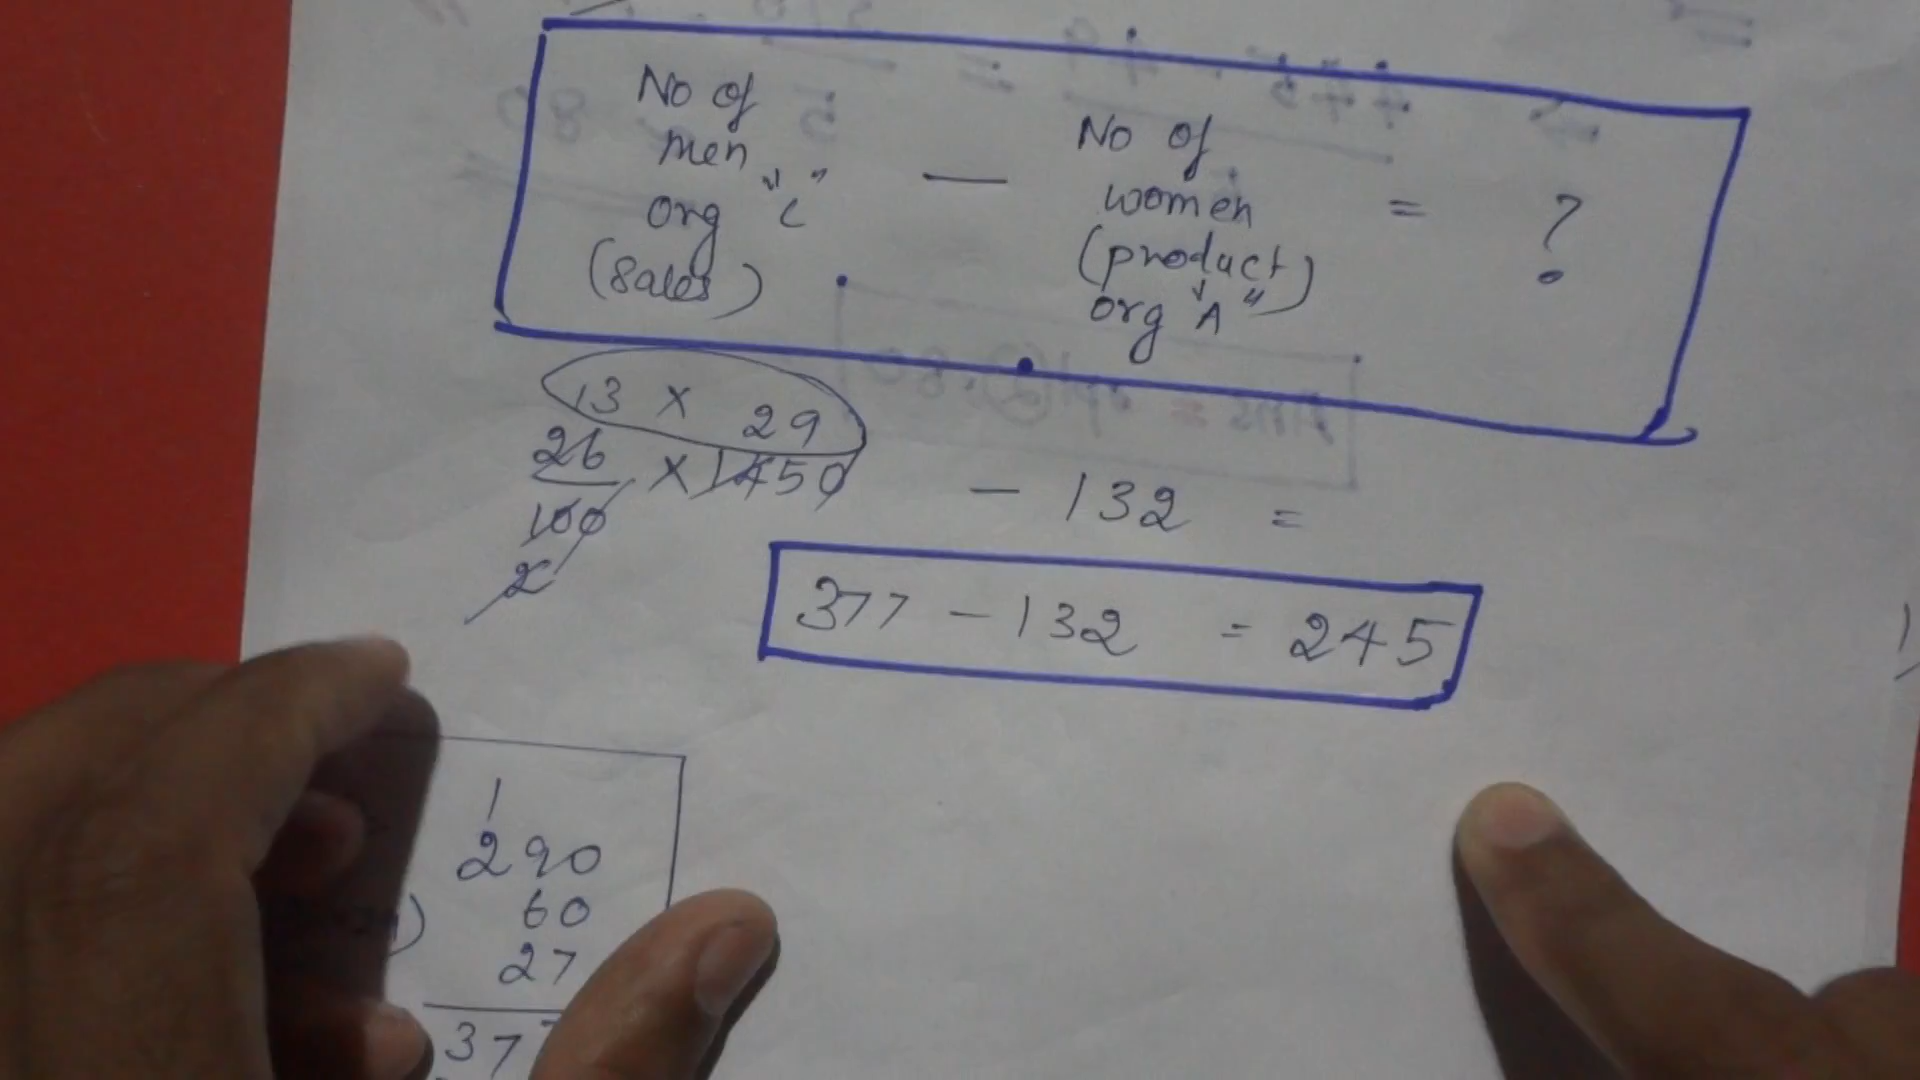 No of
men
org "C"
(sales)
—
No of
women
(product)
org "A"
= ?
13 × 29
26 × 1450
100
2
- 132 =
377 - 132 = 245
1
290
60
27
37